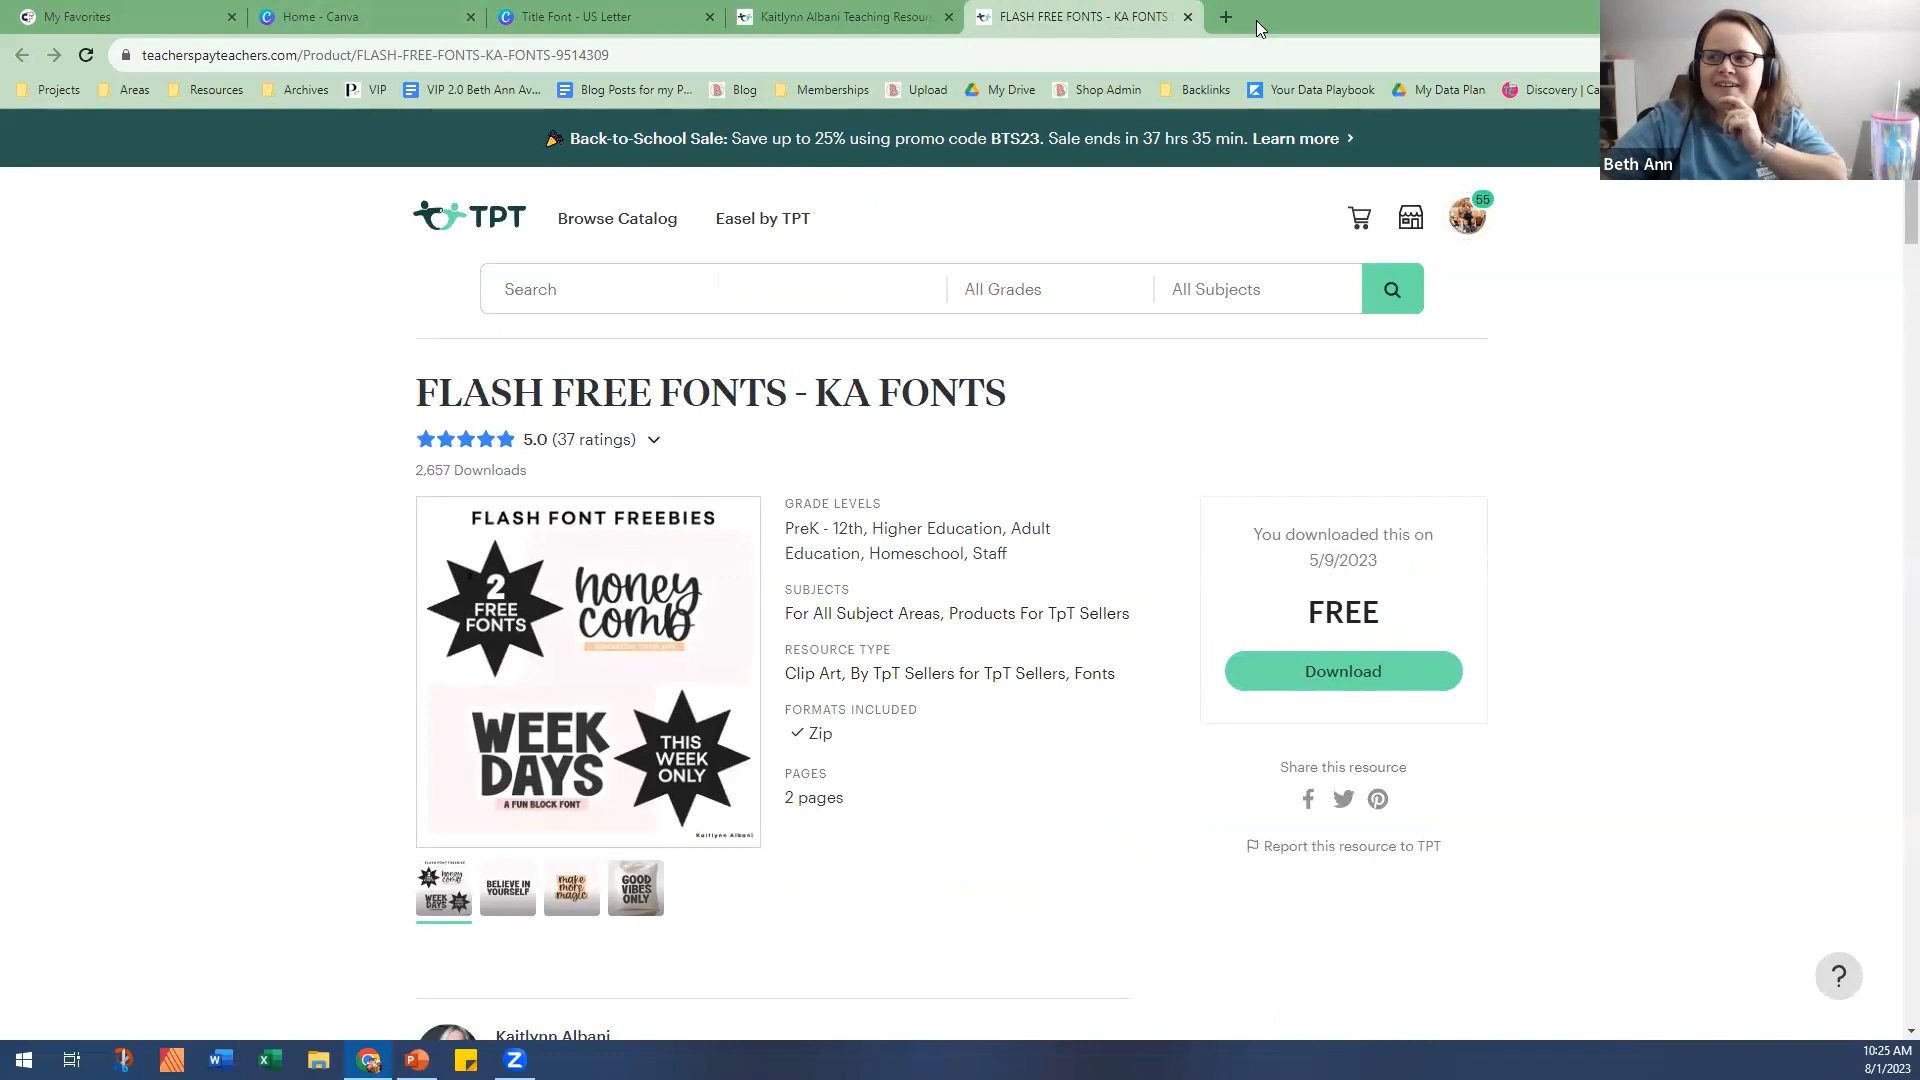 My Favorites
Home - Canva
Title Font - US Letter
Kaitlynn Albani Teaching Resour
FLASH FREE FONTS - KA FONTS
teacherspayteachers.com/Product/FLASH-FREE-FONTS-KA-FONTS-9514309
Projects
Areas
Resources
Archives
VIP
VIP 2.0 Beth Ann Av...
Blog Posts for my P...
Blog
Memberships
Upload
My Drive
Shop Admin
Backlinks
Your Data Playbook
My Data Plan
Discovery | Ca
Back-to-School Sale: Save up to 25% using promo code BTS23. Sale ends in 37 hrs 35 min. Learn more
Beth Ann
TPT
Browse Catalog
Easel by TPT
55
Search
All Grades
All Subjects
FLASH FREE FONTS - KA FONTS
5.0 (37 ratings)
2,657 Downloads
FLASH FONT FREEBIES
2
FREE
FONTS
honey
comb
WEEK
DAYS
A FUN BLOCK FONT
THIS
WEEK
ONLY
Kaitlynn Albani
GRADE LEVELS
PreK - 12th, Higher Education, Adult
Education, Homeschool, Staff
SUBJECTS
For All Subject Areas, Products For TpT Sellers
RESOURCE TYPE
Clip Art, By TpT Sellers for TpT Sellers, Fonts
FORMATS INCLUDED
Zip
PAGES
2 pages
You downloaded this on
5/9/2023
FREE
Download
Share this resource
Report this resource to TPT
FLASH FONT FREEBIES
honey
comb
WEEK
DAYS
BELIEVE IN
YOURSELF
make
more
magic
GOOD
VIBES
ONLY
?
Kaitlynn Albani
10:25 AM
8/1/2023